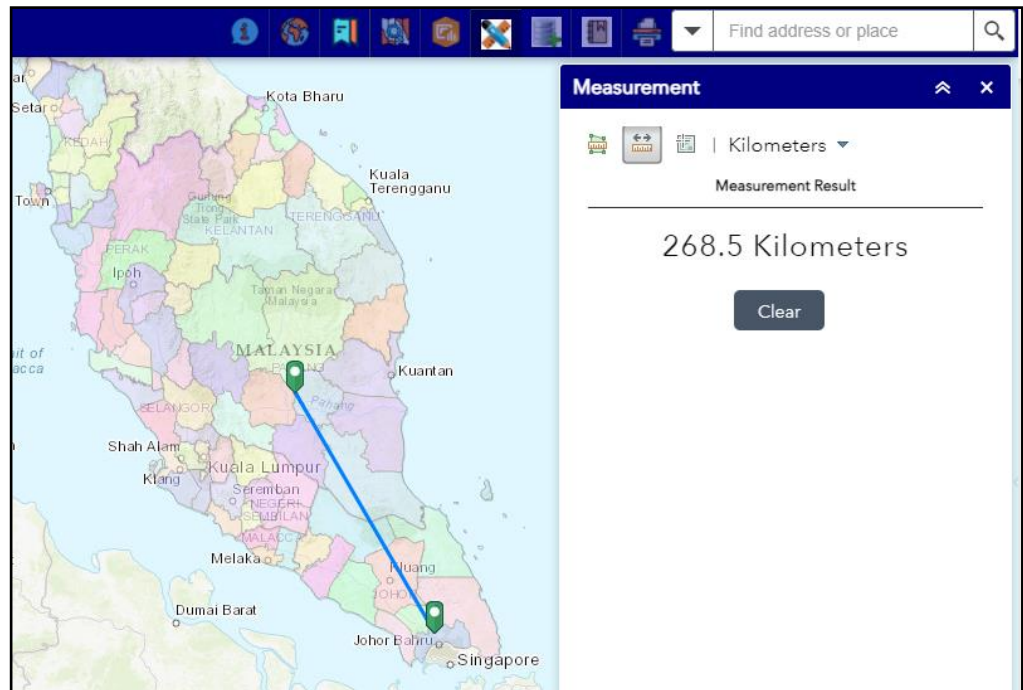 Find address or place
Measurement
Kilometers
Measurement Result
268.5 Kilometers
Clear
Setar
Kota Bharu
KEDAH
Kuala
Terengganu
Town
State Park
TERENGGANU
KELANTAN
PERAK
Ipoh
Taman Negara
Malaysia
MALAYSIA
Kuantan
Pahang
SELANGOR
Shah Alam
Klang
Kuala Lumpur
Seremban
NEGERI
SEMBILAN
Melaka
Kluang
JOHOR
Dumai Barat
Johor Bahru
Singapore